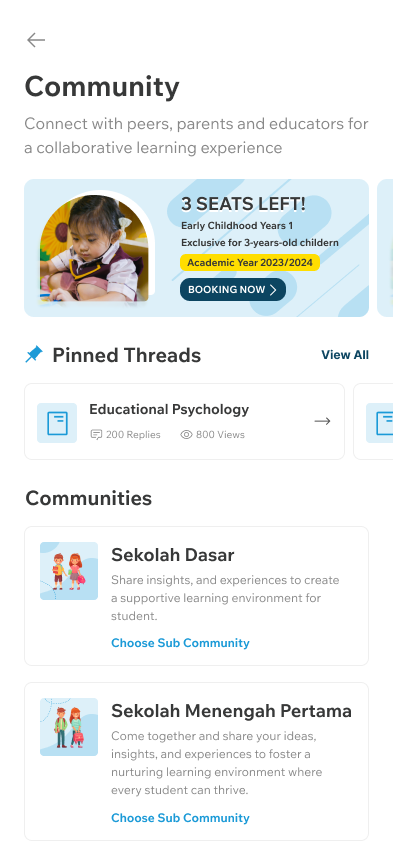 Community
Connect with peers, parents and educators for
a collaborative learning experience
3 SEATS LEFT!
Early Childhood Years 1
Exclusive for 3-years-old childern
Academic Year 2023/2024
BOOKING NOW
Pinned Threads
View All
Educational Psychology
200 Replies
800 Views
Communities
Sekolah Dasar
Share insights, and experiences to create
a supportive learning environment for
student.
Choose Sub Community
Sekolah Menengah Pertama
Come together and share your ideas,
insights, and experiences to foster a
nurturing learning environment where
every student can thrive.
Choose Sub Community